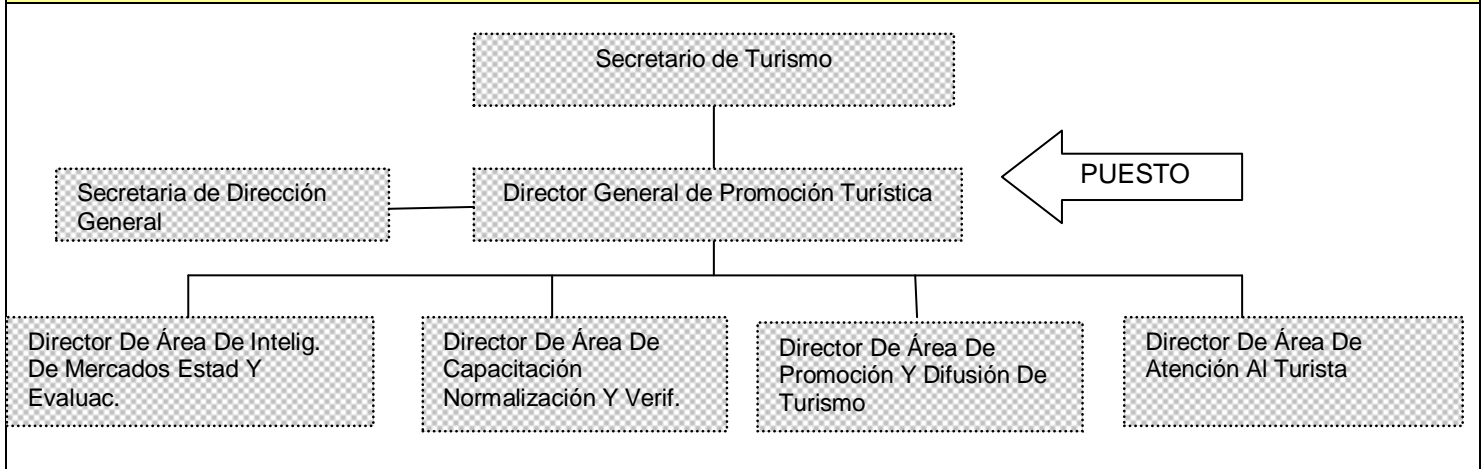 Secretario de Turismo
Secretaria de Dirección
General
Director General de Promoción Turística
PUESTO
Director De Área De Intelig.
De Mercados Estad Y
Evaluac.
Director De Área De
Capacitación
Normalización Y Verif.
Director De Área De
Promoción Y Difusión De
Turismo
Director De Área De
Atención Al Turista